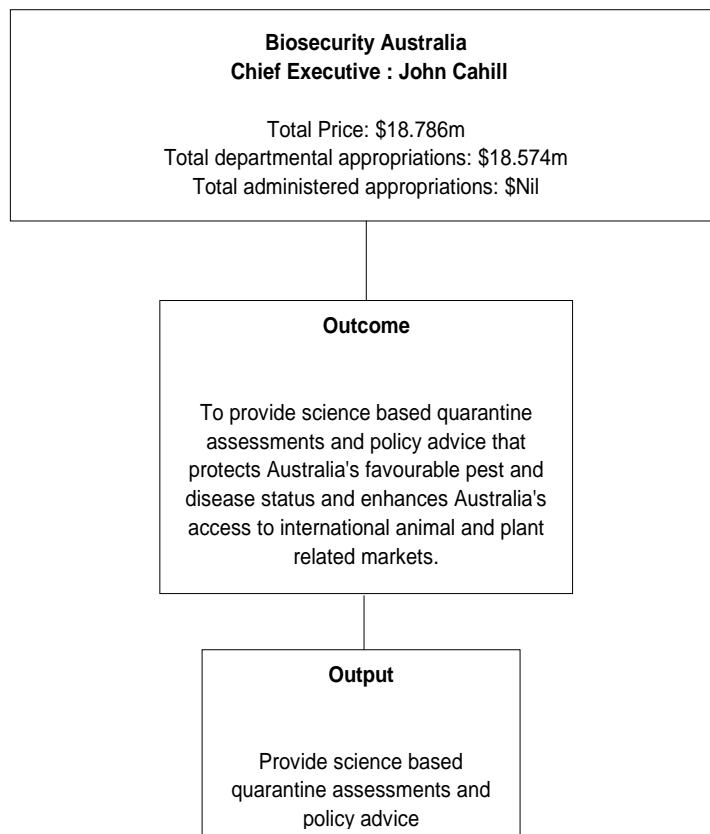 Biosecurity Australia
Chief Executive : John Cahill
Total Price: $18.786m
Total departmental appropriations: $18.574m
Total administered appropriations: $Nil
Outcome
To provide science based quarantine
assessments and policy advice that
protects Australia's favourable pest and
disease status and enhances Australia's
access to international animal and plant
related markets.
Output
Provide science based
quarantine assessments and
policy advice